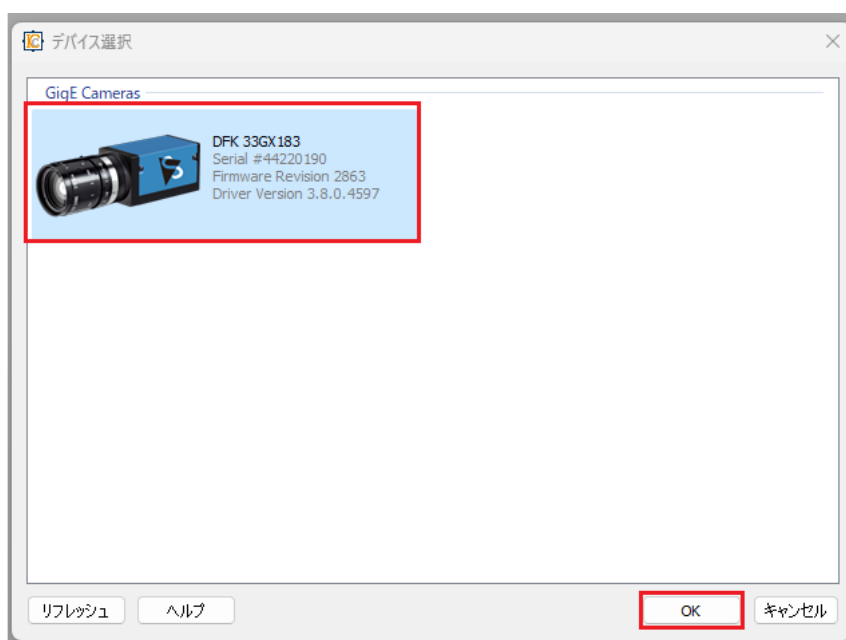 デバイス選択
GigE Cameras
DFK 33GX183
Serial #44220190
Firmware Revision 2863
Driver Version 3.8.0.4597
リフレッシュ ヘルプ OK キャンセル